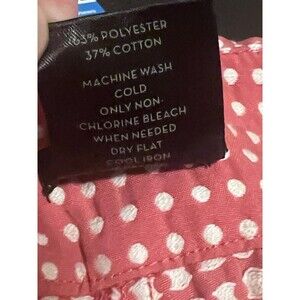 63% POLYESTER
37% COTTON
MACHINE WASH
COLD
ONLY NON-
CHLORINE BLEACH
WHEN NEEDED
DRY FLAT
COOL IRON